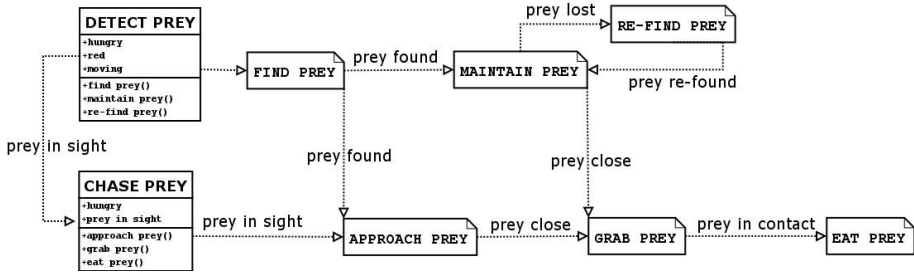 DETECT PREY
+hungry
+red
+moving
+find prey()
+maintain prey()
+re-find prey()
FIND PREY
prey found
MAINTAIN PREY
prey lost
RE-FIND PREY
prey re-found
prey in sight
prey found
prey close
CHASE PREY
+hungry
+prey in sight
+approach prey()
+grab prey()
+eat prey()
prey in sight
APPROACH PREY
prey close
GRAB PREY
prey in contact
EAT PREY